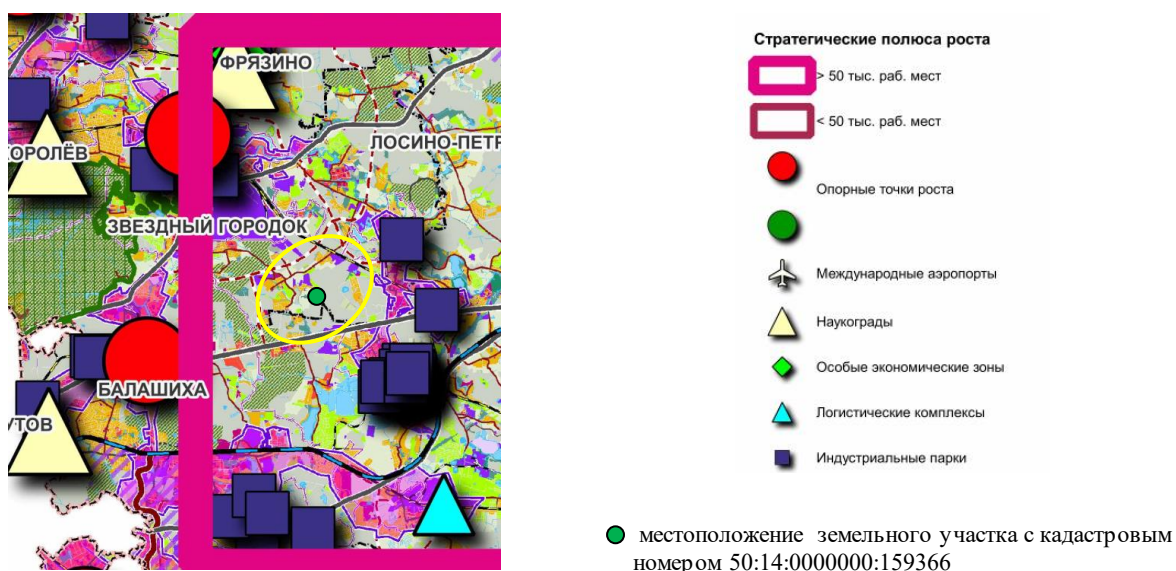 ФРЯЗИНО
ОРОЛЁВ
ЛОСИНО-ПЕТР
ЗВЕЗДНЫЙ ГОРОДОК
БАЛАШИХА
УТОВ
Стратегические полюса роста
> 50 тыс. раб. мест
< 50 тыс. раб. мест
Опорные точки роста
Международные аэропорты
Наукограды
Особые экономические зоны
Логистические комплексы
Индустриальные парки
местоположение земельного участка с кадастровым
номером 50:14:0000000:159366